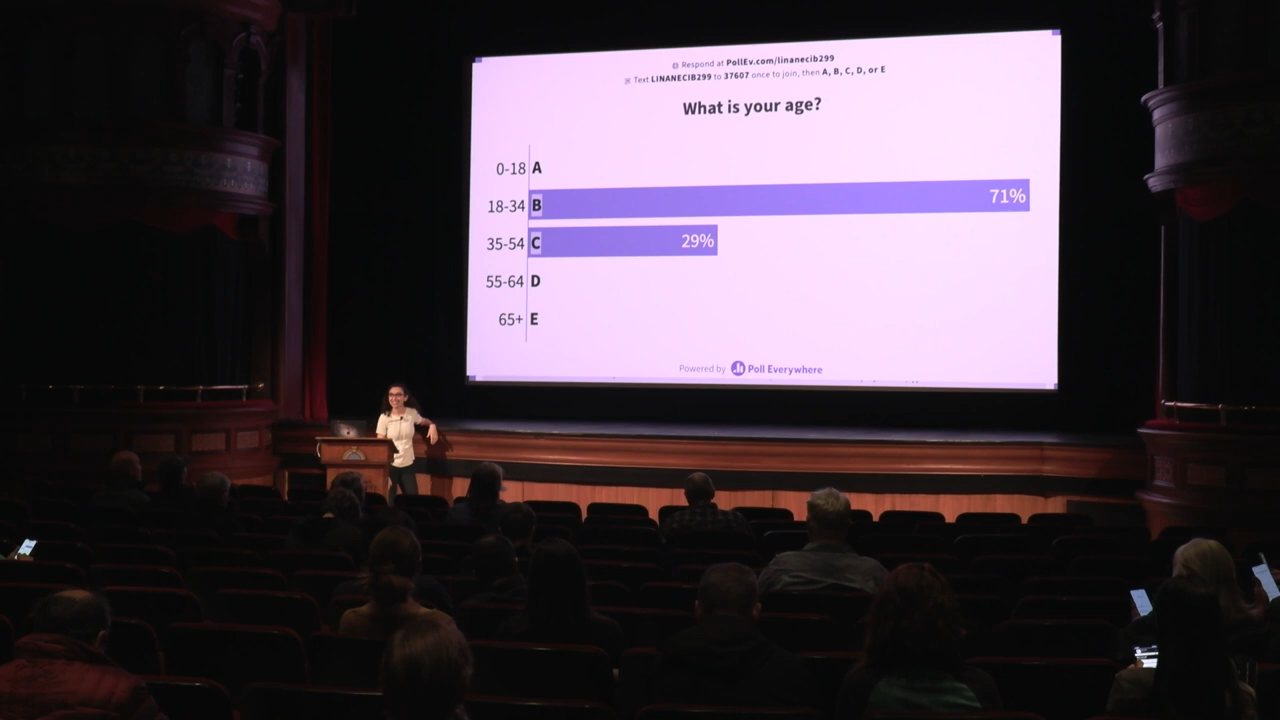 Respond at PollEv.com/linanecib299
Text LINANECIB299 to 37607 once to join, then A, B, C, D, or E
What is your age?
0-18 A
18-34 B 71%
35-54 C 29%
55-64 D
65+ E
Powered by Poll Everywhere